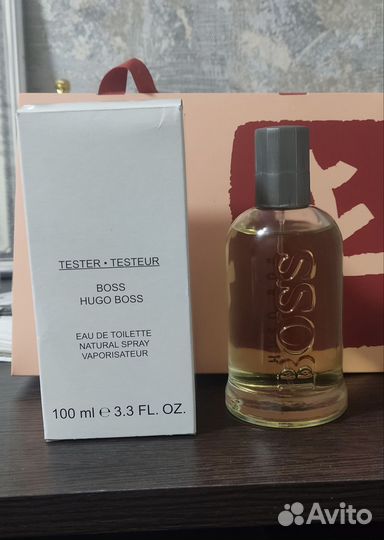 TESTER • TESTEUR
BOSS
HUGO BOSS
EAU DE TOILETTE
NATURAL SPRAY
VAPORISATEUR
100 ml ℮ 3.3 FL. OZ.
BOSS
Avito